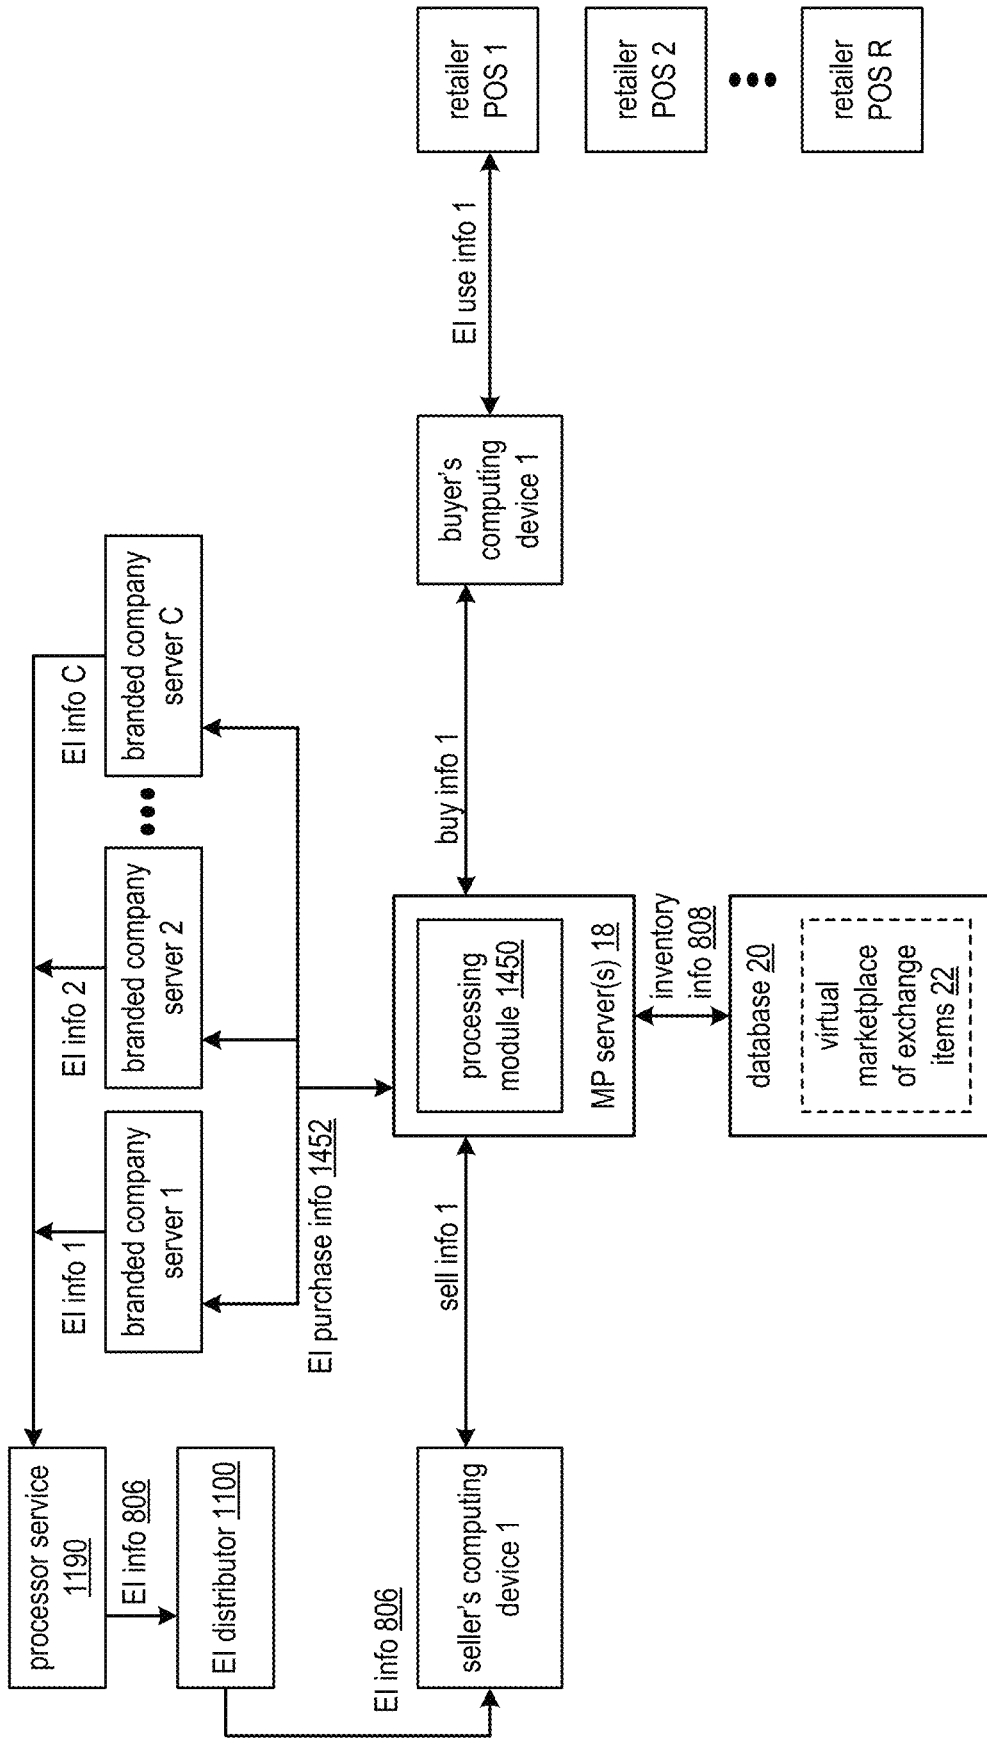 processor service
1190
EI info 806
EI distributor 1100
EI info 806
seller's computing
device 1
EI info 1
branded company
server 1
EI info 2
branded company
server 2
EI info C
branded company
server C
EI purchase info 1452
sell info 1
processing
module 1450
MP server(s) 18
inventory
info 808
database 20
virtual
marketplace
of exchange
items 22
buy info 1
buyer's
computing
device 1
EI use info 1
retailer
POS 1
retailer
POS 2
retailer
POS R